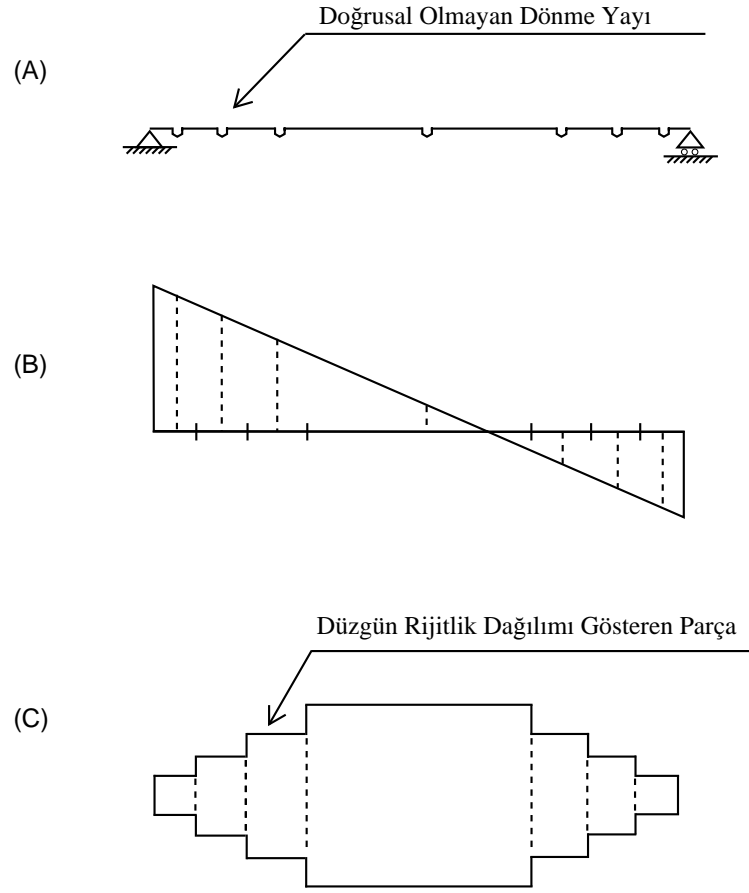 Doğrusal Olmayan Dönme Yayı
(A)
(B)
Düzgün Rijitlik Dağılımı Gösteren Parça
(C)